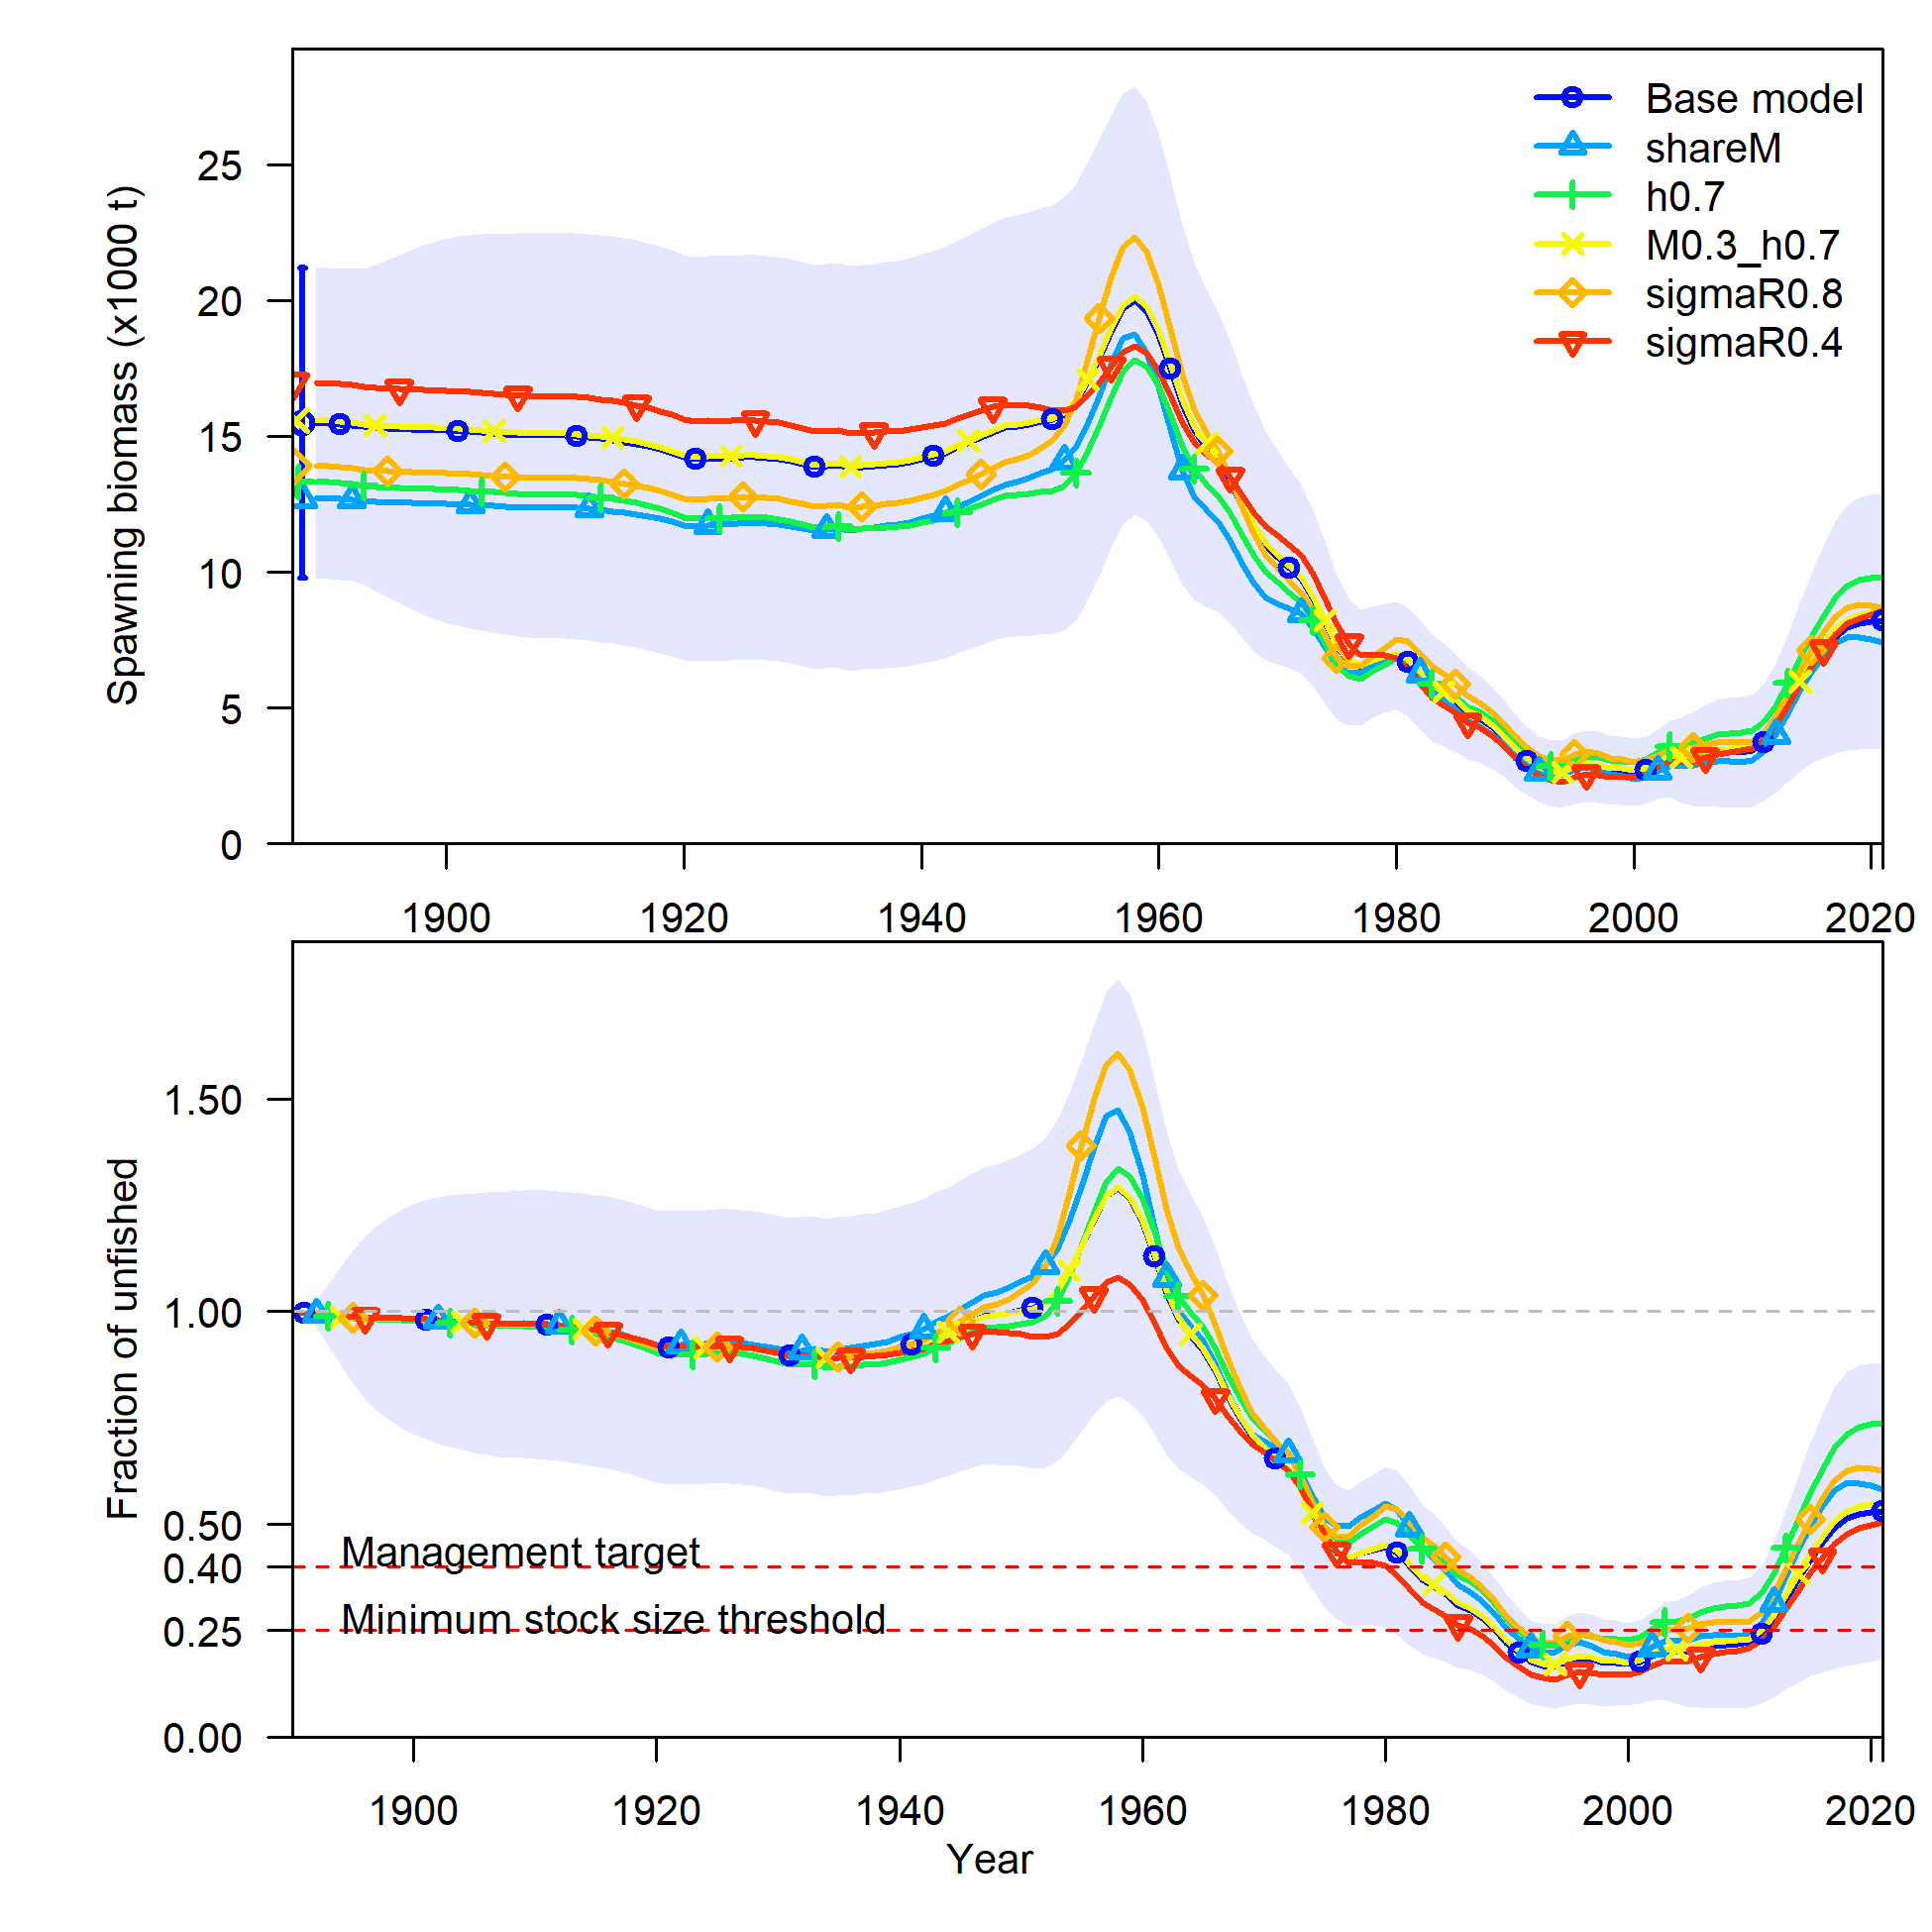 Spawning biomass (x1000 t)
25
20
15
10
5
0
Base model
shareM
h0.7
M0.3_h0.7
sigmaR0.8
sigmaR0.4
1900 1920 1940 1960 1980 2000 2020
Fraction of unfished
1.50
1.00
0.50
0.40
0.25
0.00
Management target
Minimum stock size threshold
1900 1920 1940 1960 1980 2000 2020
Year